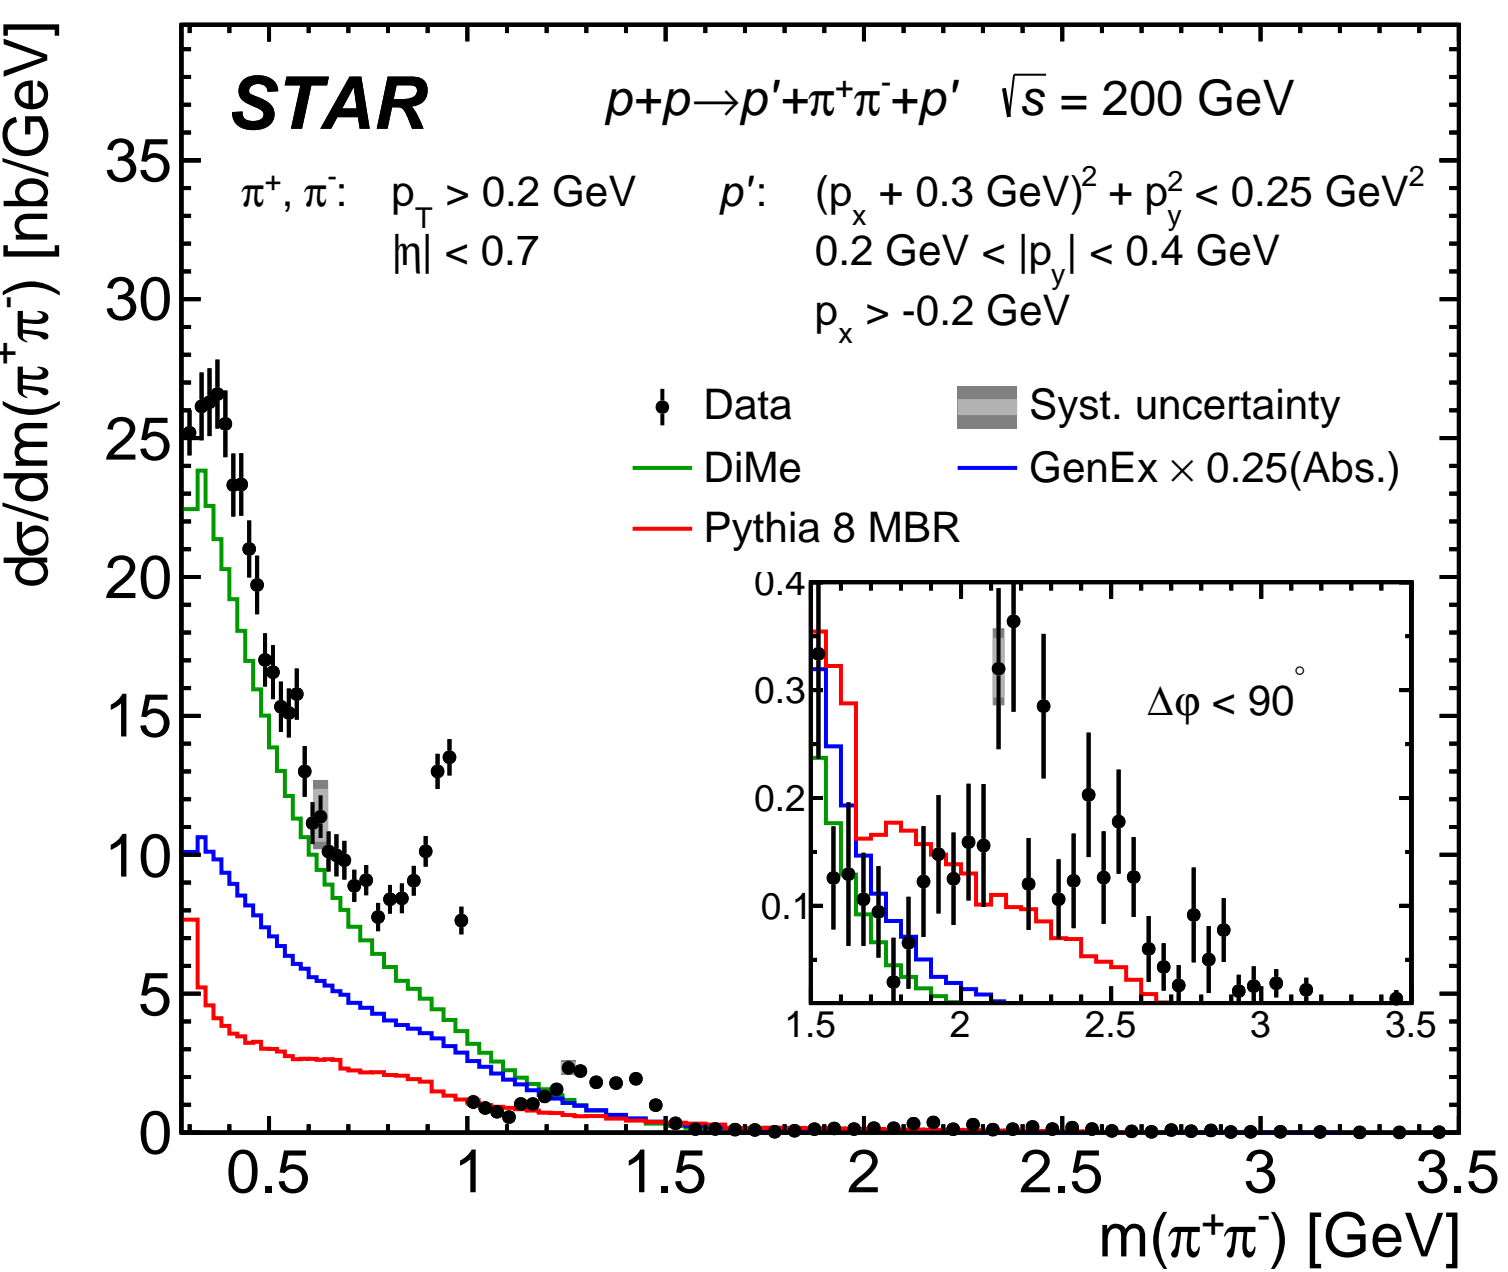 STAR p+p→p′+π⁺π⁻+p′ √s = 200 GeV
π⁺, π⁻: p_T > 0.2 GeV p′: (p_x + 0.3 GeV)² + p_y² < 0.25 GeV²
|η| < 0.7 0.2 GeV < |p_y| < 0.4 GeV
p_x > -0.2 GeV
Data Syst. uncertainty
DiMe GenEx × 0.25(Abs.)
Pythia 8 MBR
dσ/dm(π⁺π⁻) [nb/GeV]
35
30
25
20
15
10
5
0
0.5 1 1.5 2 2.5 3 3.5
m(π⁺π⁻) [GeV]
Δφ < 90°
0.4
0.3
0.2
0.1
1.5 2 2.5 3 3.5